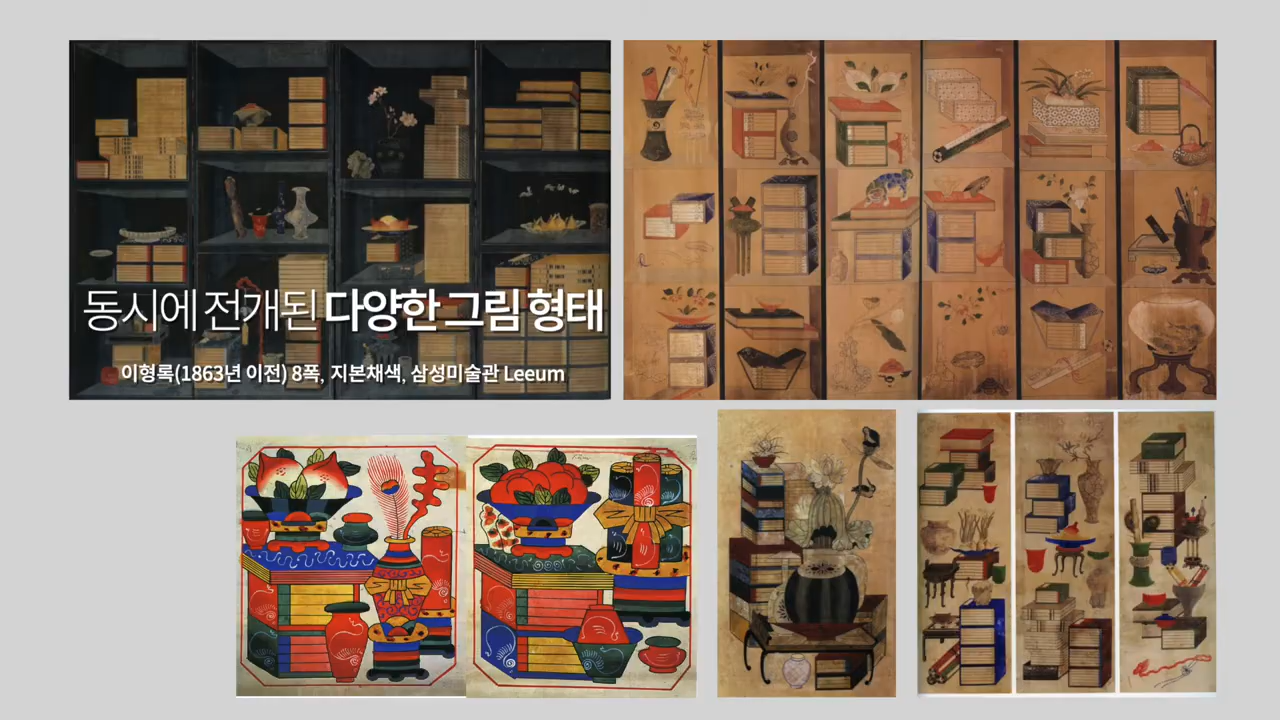 동시에 전개된 다양한 그림 형태
이형록(1863년 이전) 8폭, 지본채색, 삼성미술관 Leeum